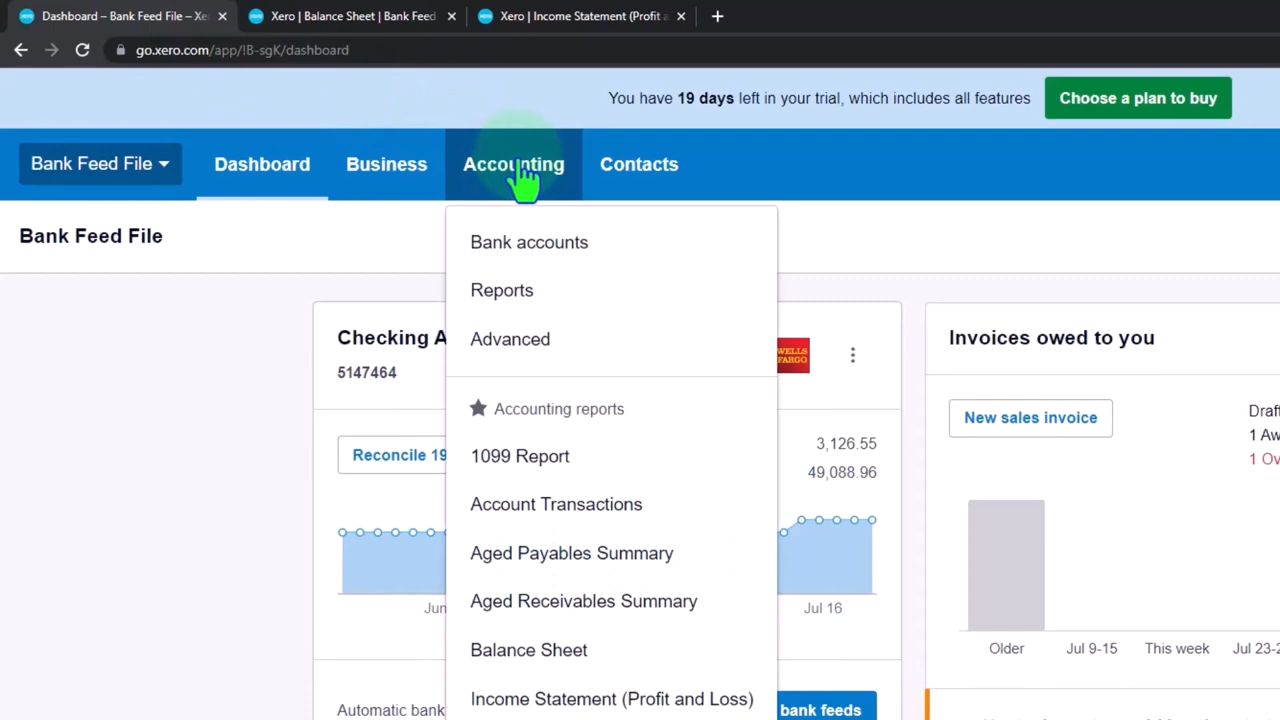 Dashboard – Bank Feed File – Xe
Xero | Balance Sheet | Bank Feed
Xero | Income Statement (Profit a
go.xero.com/app/!B-sgK/dashboard
You have 19 days left in your trial, which includes all features
Choose a plan to buy
Bank Feed File
Dashboard
Business
Accounting
Contacts
Bank Feed File
Bank accounts
Reports
Advanced
Accounting reports
1099 Report
Account Transactions
Aged Payables Summary
Aged Receivables Summary
Balance Sheet
Income Statement (Profit and Loss)
Checking A
5147464
WELLS
FARGO
Reconcile 19
3,126.55
49,088.96
Jun
Jul 16
Automatic bank
bank feeds
Invoices owed to you
New sales invoice
Draf
1 Aw
1 Ov
Older
Jul 9-15
This week
Jul 23-2